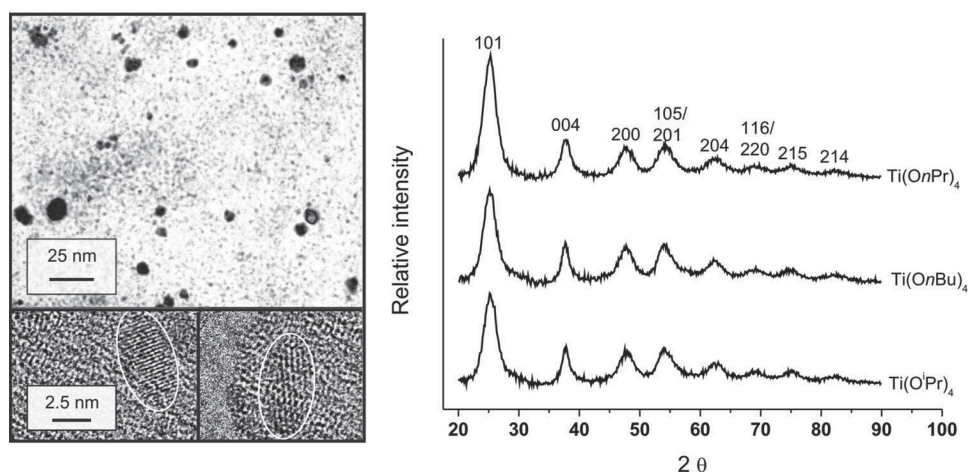 25 nm
2.5 nm
Relative intensity
101
004
200
105/
201
204
116/
220
215
214
Ti(OnPr)4
Ti(OnBu)4
Ti(OiPr)4
20 30 40 50 60 70 80 90 100
2 θ